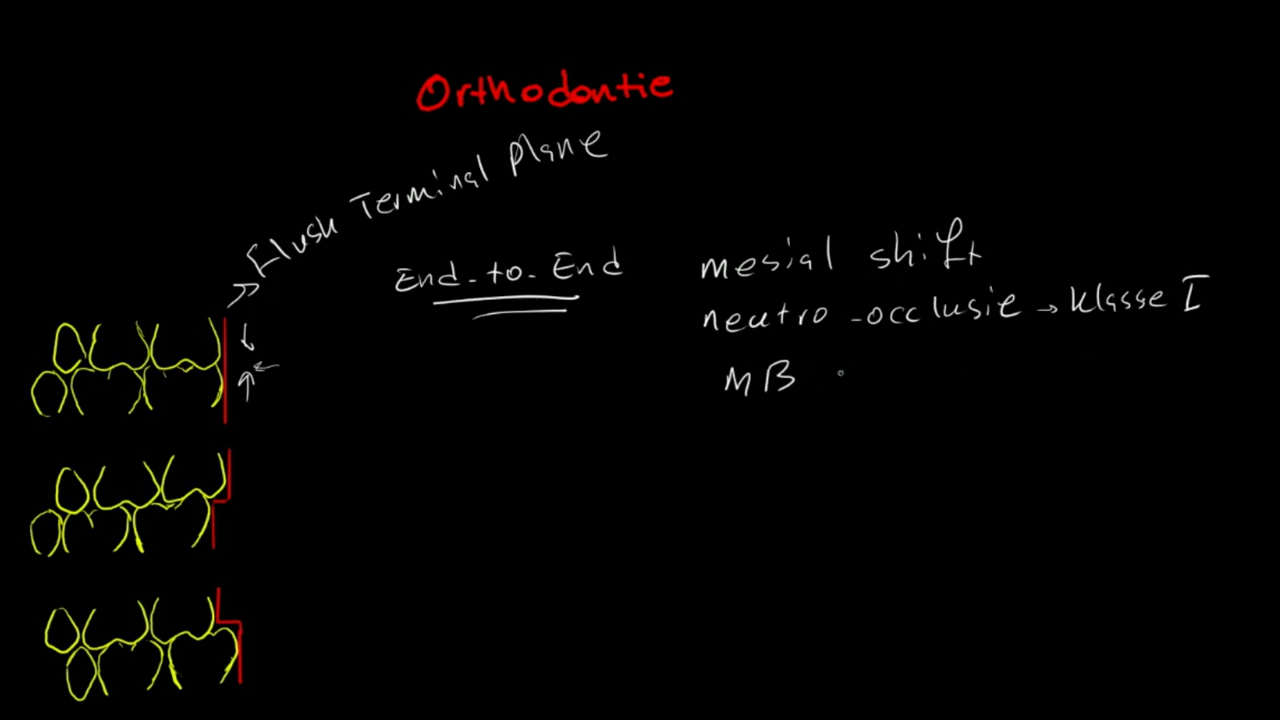 Orthodontie
Flush Terminal Plane
End-to-End
mesial shift
neutro-occlusie → klasse I
MB